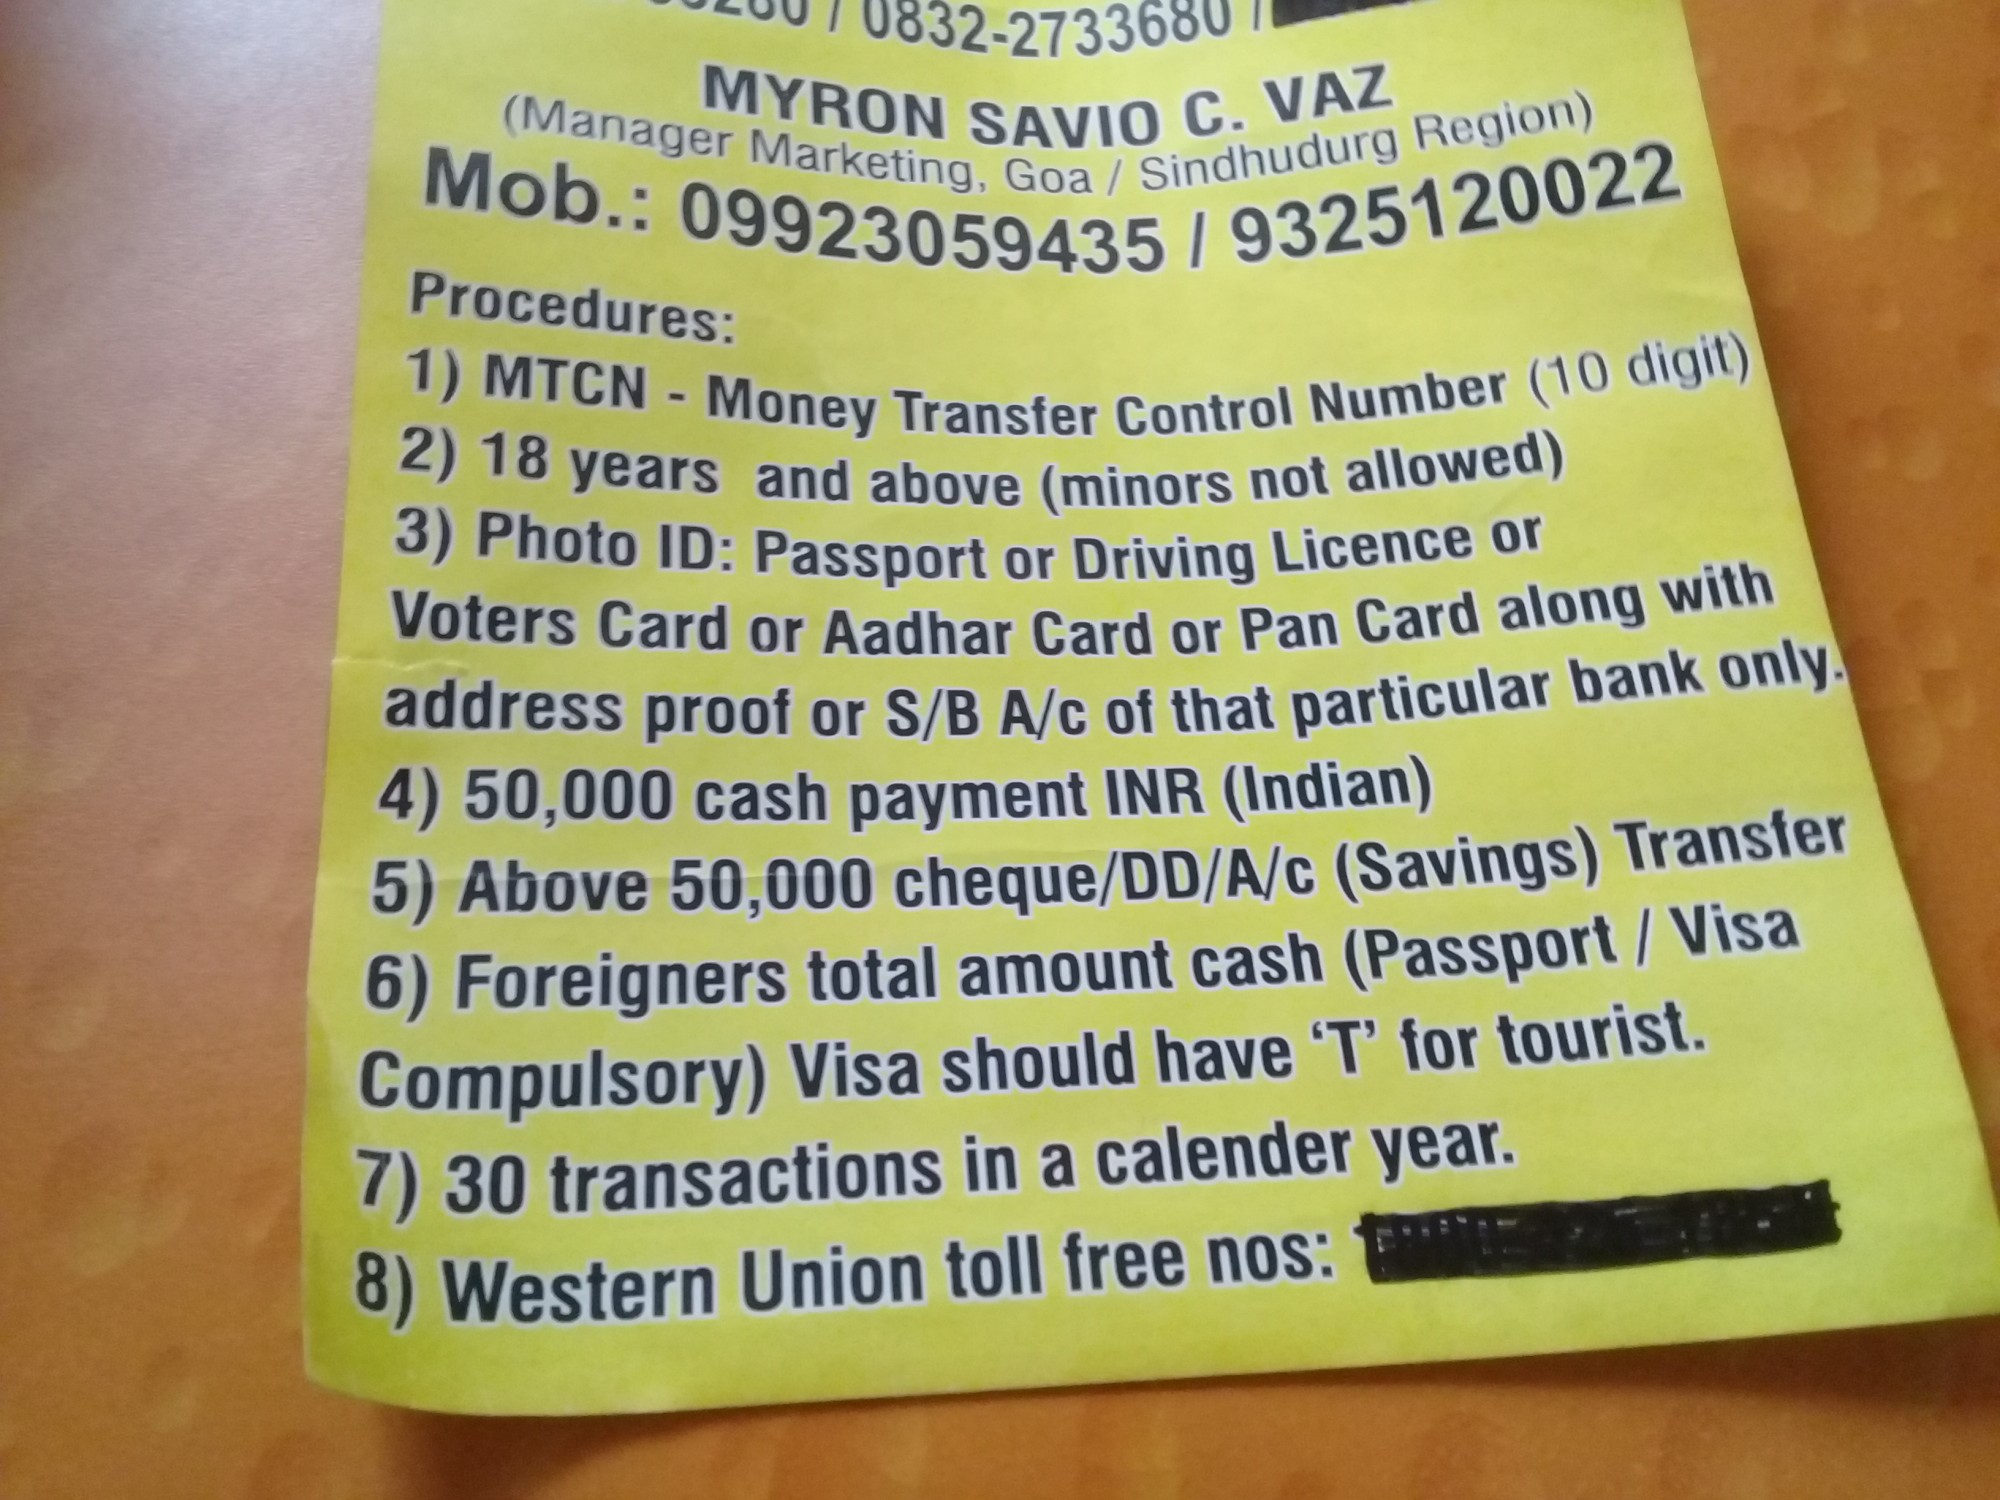 / 0832-2733680 /
MYRON SAVIO C. VAZ
(Manager Marketing, Goa / Sindhudurg Region)
Mob.: 09923059435 / 9325120022
Procedures:
1) MTCN - Money Transfer Control Number (10 digit)
2) 18 years and above (minors not allowed)
3) Photo ID: Passport or Driving Licence or
Voters Card or Aadhar Card or Pan Card along with
address proof or S/B A/c of that particular bank only.
4) 50,000 cash payment INR (Indian)
5) Above 50,000 cheque/DD/A/c (Savings) Transfer
6) Foreigners total amount cash (Passport / Visa
Compulsory) Visa should have ‘T’ for tourist.
7) 30 transactions in a calender year.
8) Western Union toll free nos: